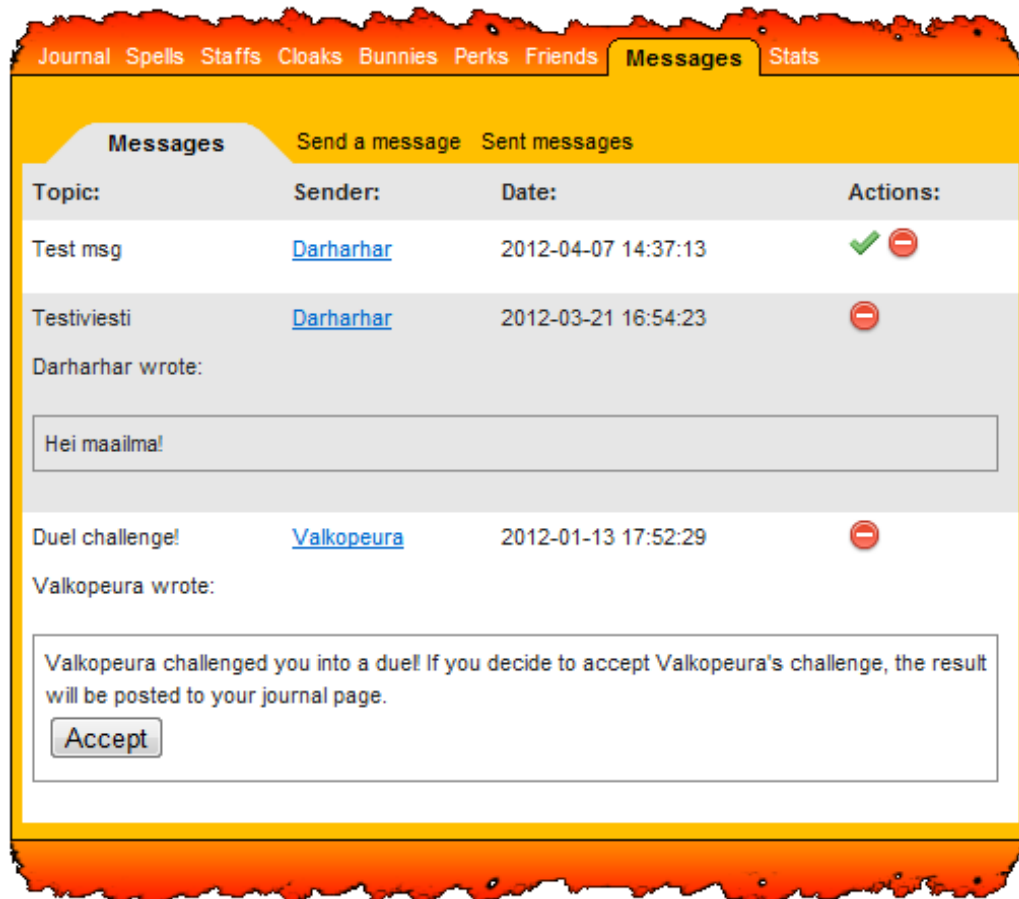 Journal Spells Staffs Cloaks Bunnies Perks Friends Messages Stats
Messages Send a message Sent messages
Topic: Sender: Date: Actions:
Test msg Darharhar 2012-04-07 14:37:13
Testiviesti Darharhar 2012-03-21 16:54:23
Darharhar wrote:
Hei maailma!
Duel challenge! Valkopeura 2012-01-13 17:52:29
Valkopeura wrote:
Valkopeura challenged you into a duel! If you decide to accept Valkopeura's challenge, the result
will be posted to your journal page.
Accept